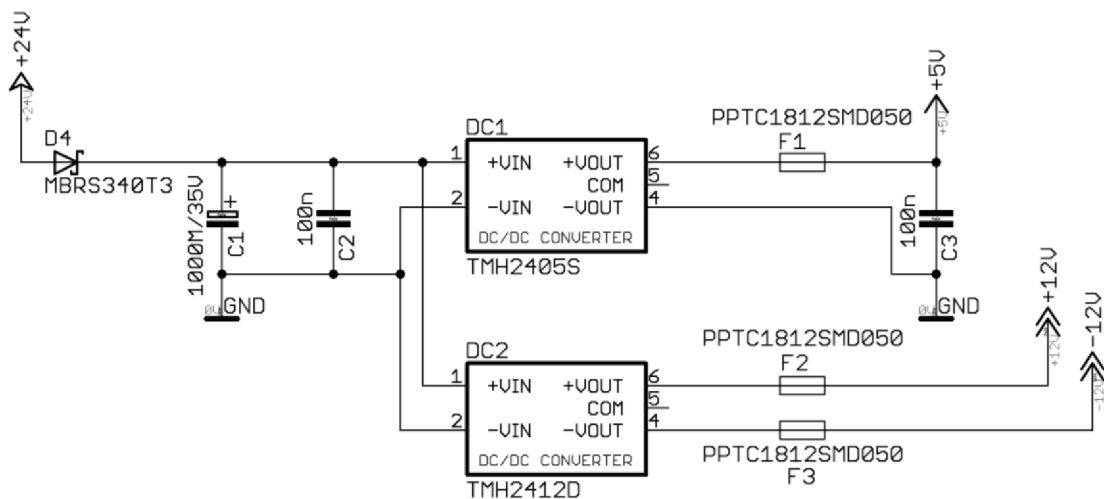 +24V
+24V
D4
MBRS340T3
1000M/35V
+
C1
100n
C2
GND
DC1
1
2
+VIN
-VIN
+VOUT
COM
-VOUT
6
5
4
DC/DC CONVERTER
TMH2405S
PPTC1812SMD050
F1
+5V
+5V
100n
C3
GND
DC2
1
2
+VIN
-VIN
+VOUT
COM
-VOUT
6
5
4
DC/DC CONVERTER
TMH2412D
PPTC1812SMD050
F2
PPTC1812SMD050
F3
+12V
+12V
-12V
-12V